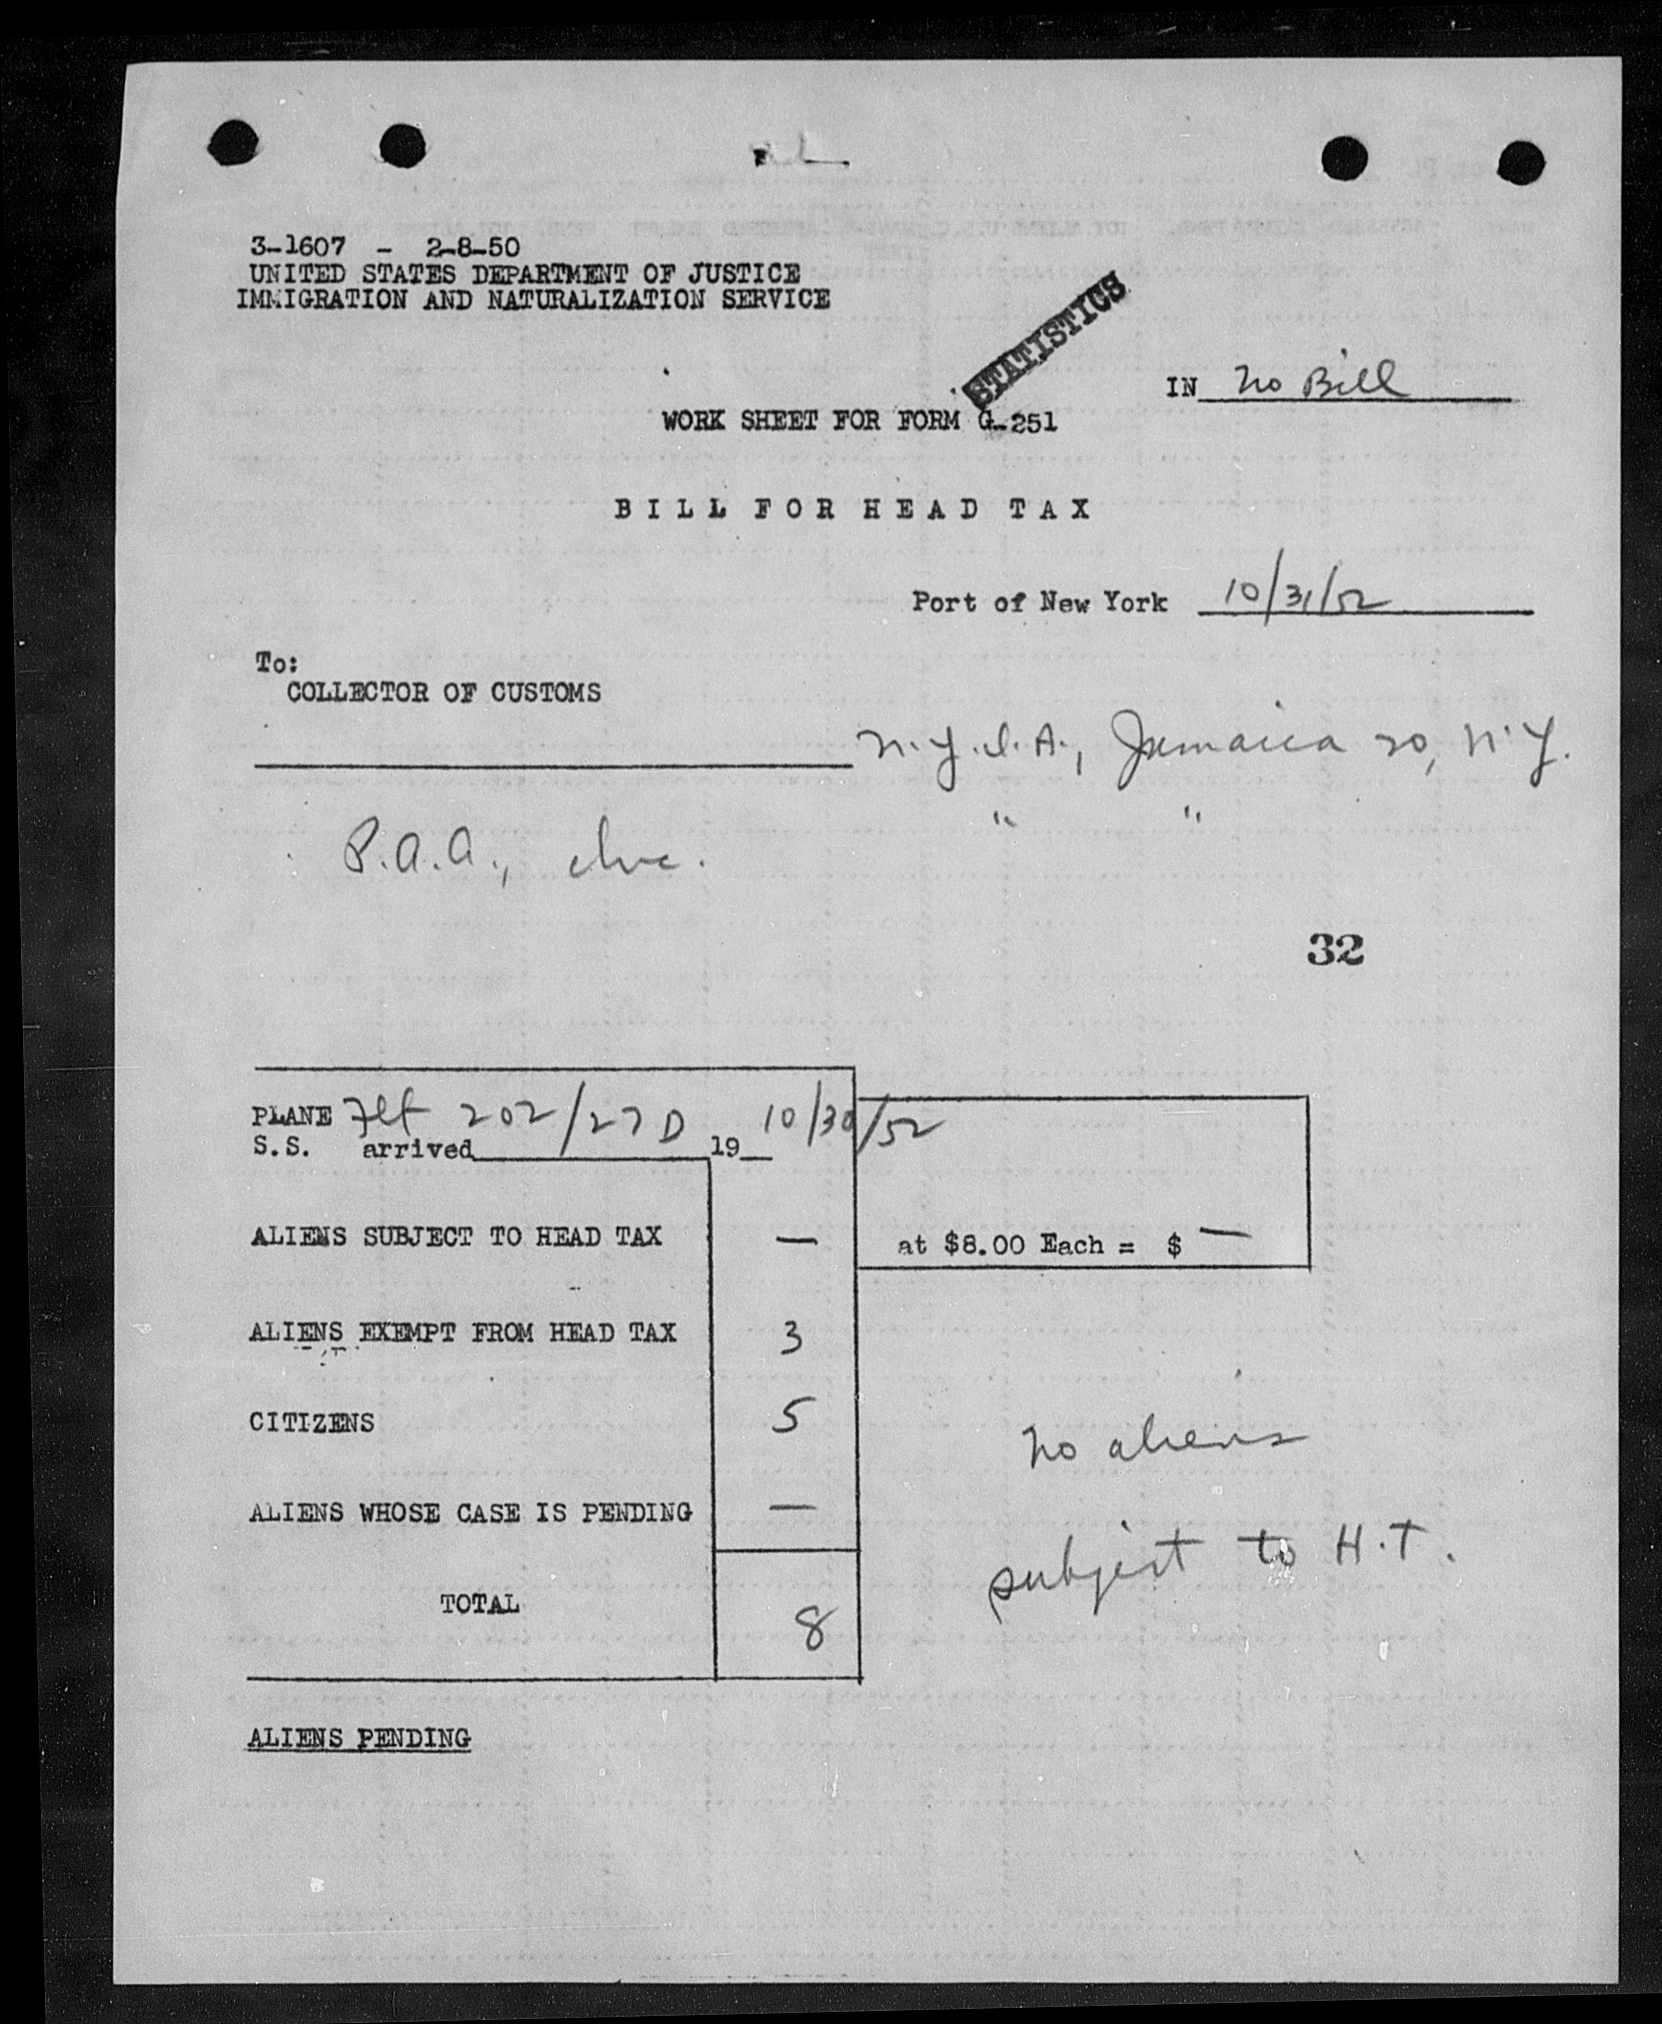 3-1607 - 2-8-50
UNITED STATES DEPARTMENT OF JUSTICE
IMMIGRATION AND NATURALIZATION SERVICE
STATISTICS
IN No Bill
WORK SHEET FOR FORM G-251
BILL FOR HEAD TAX
Port of New York 10/31/52
To:
COLLECTOR OF CUSTOMS
N.Y.I.A., Jamaica 20, N.Y.
" "
P.A.A., Inc.
32
PLANE Flt 202/27D 10/30/52
S.S. arrived 19
ALIENS SUBJECT TO HEAD TAX — at $8.00 Each = $ —
ALIENS EXEMPT FROM HEAD TAX 3
CITIZENS 5
No aliens
ALIENS WHOSE CASE IS PENDING —
subject to H.T.
TOTAL 8
ALIENS PENDING